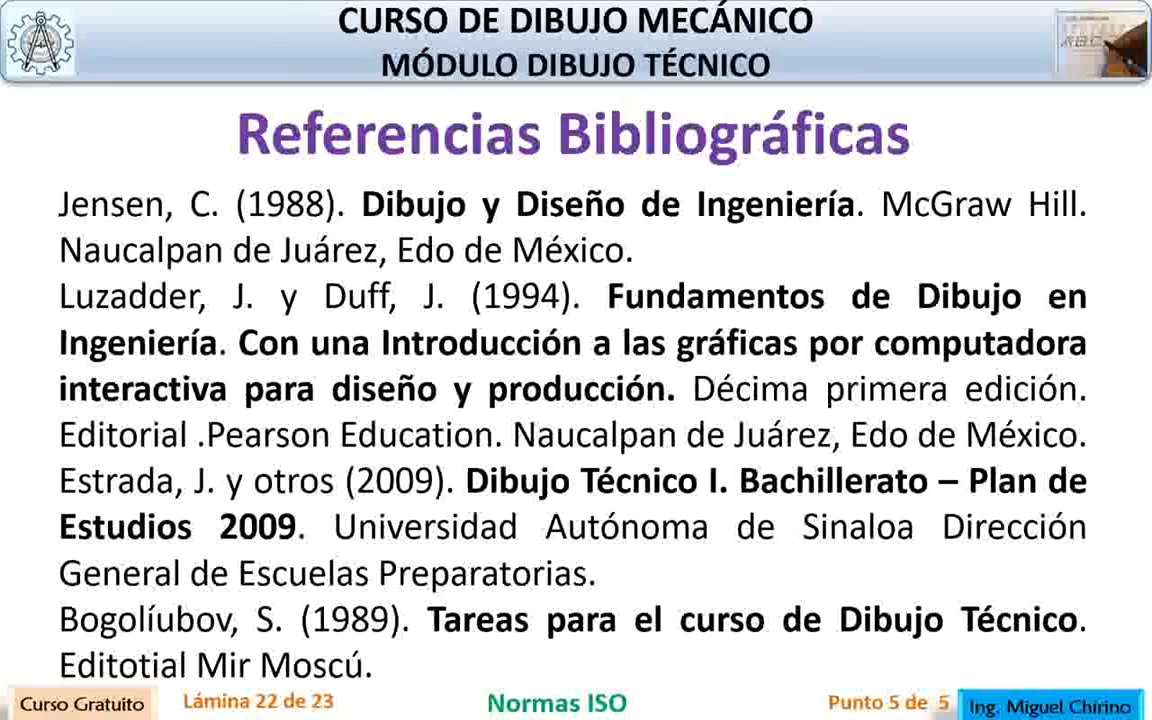 CURSO DE DIBUJO MECÁNICO
MÓDULO DIBUJO TÉCNICO
Referencias Bibliográficas
Jensen, C. (1988). Dibujo y Diseño de Ingeniería. McGraw Hill.
Naucalpan de Juárez, Edo de México.
Luzadder, J. y Duff, J. (1994). Fundamentos de Dibujo en
Ingeniería. Con una Introducción a las gráficas por computadora
interactiva para diseño y producción. Décima primera edición.
Editorial .Pearson Education. Naucalpan de Juárez, Edo de México.
Estrada, J. y otros (2009). Dibujo Técnico I. Bachillerato – Plan de
Estudios 2009. Universidad Autónoma de Sinaloa Dirección
General de Escuelas Preparatorias.
Bogolíubov, S. (1989). Tareas para el curso de Dibujo Técnico.
Editotial Mir Moscú.
Curso Gratuito Lámina 22 de 23 Normas ISO Punto 5 de 5 Ing. Miguel Chirino